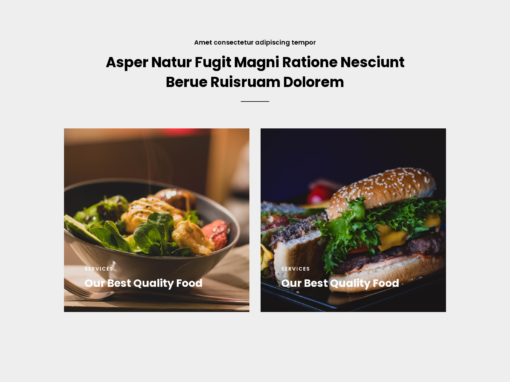 Amet consectetur adipiscing tempor
Asper Natur Fugit Magni Ratione Nesciunt
Berue Ruisruam Dolorem
SERVICES
Our Best Quality Food
SERVICES
Our Best Quality Food